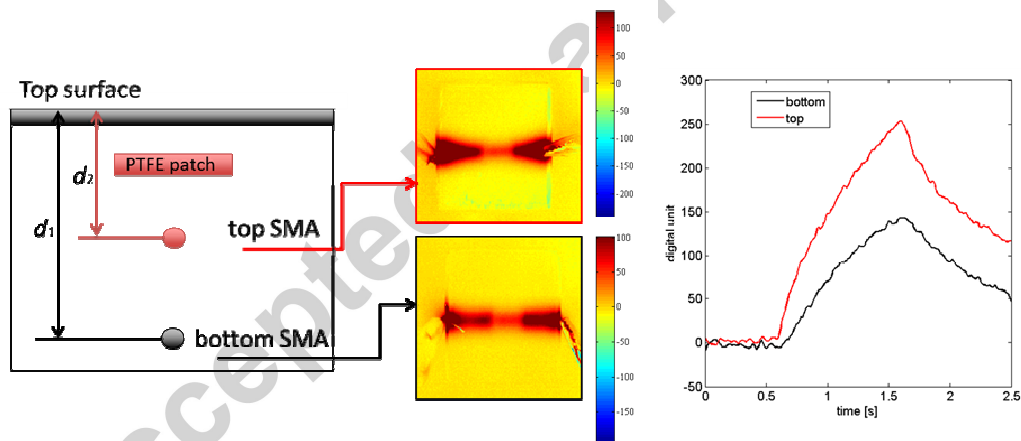 Top surface
PTFE patch
d2
d1
top SMA
bottom SMA
100
50
0
-50
-100
-150
200
100
50
0
-50
-100
-150
300
250
200
150
100
50
0
-50
digital unit
bottom
top
0
0.5
1
1.5
2
2.5
time [s]
ccepted